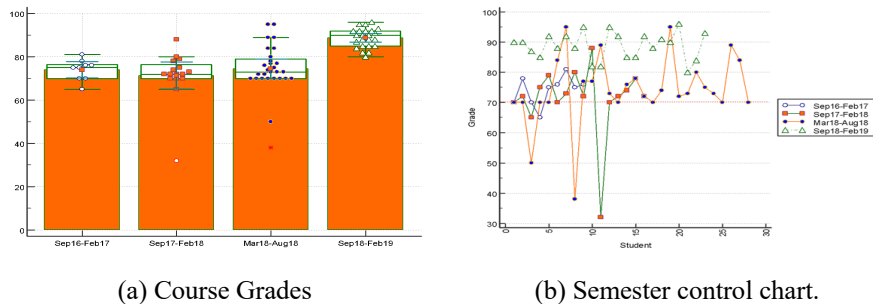 100
80
60
40
20
0
Sep16-Feb17
Sep17-Feb18
Mar18-Aug18
Sep18-Feb19
(a) Course Grades
Grade
100
90
80
70
60
50
40
30
0
5
10
15
20
25
30
Student
Sep16-Feb17
Sep17-Feb18
Mar18-Aug18
Sep18-Feb19
(b) Semester control chart.